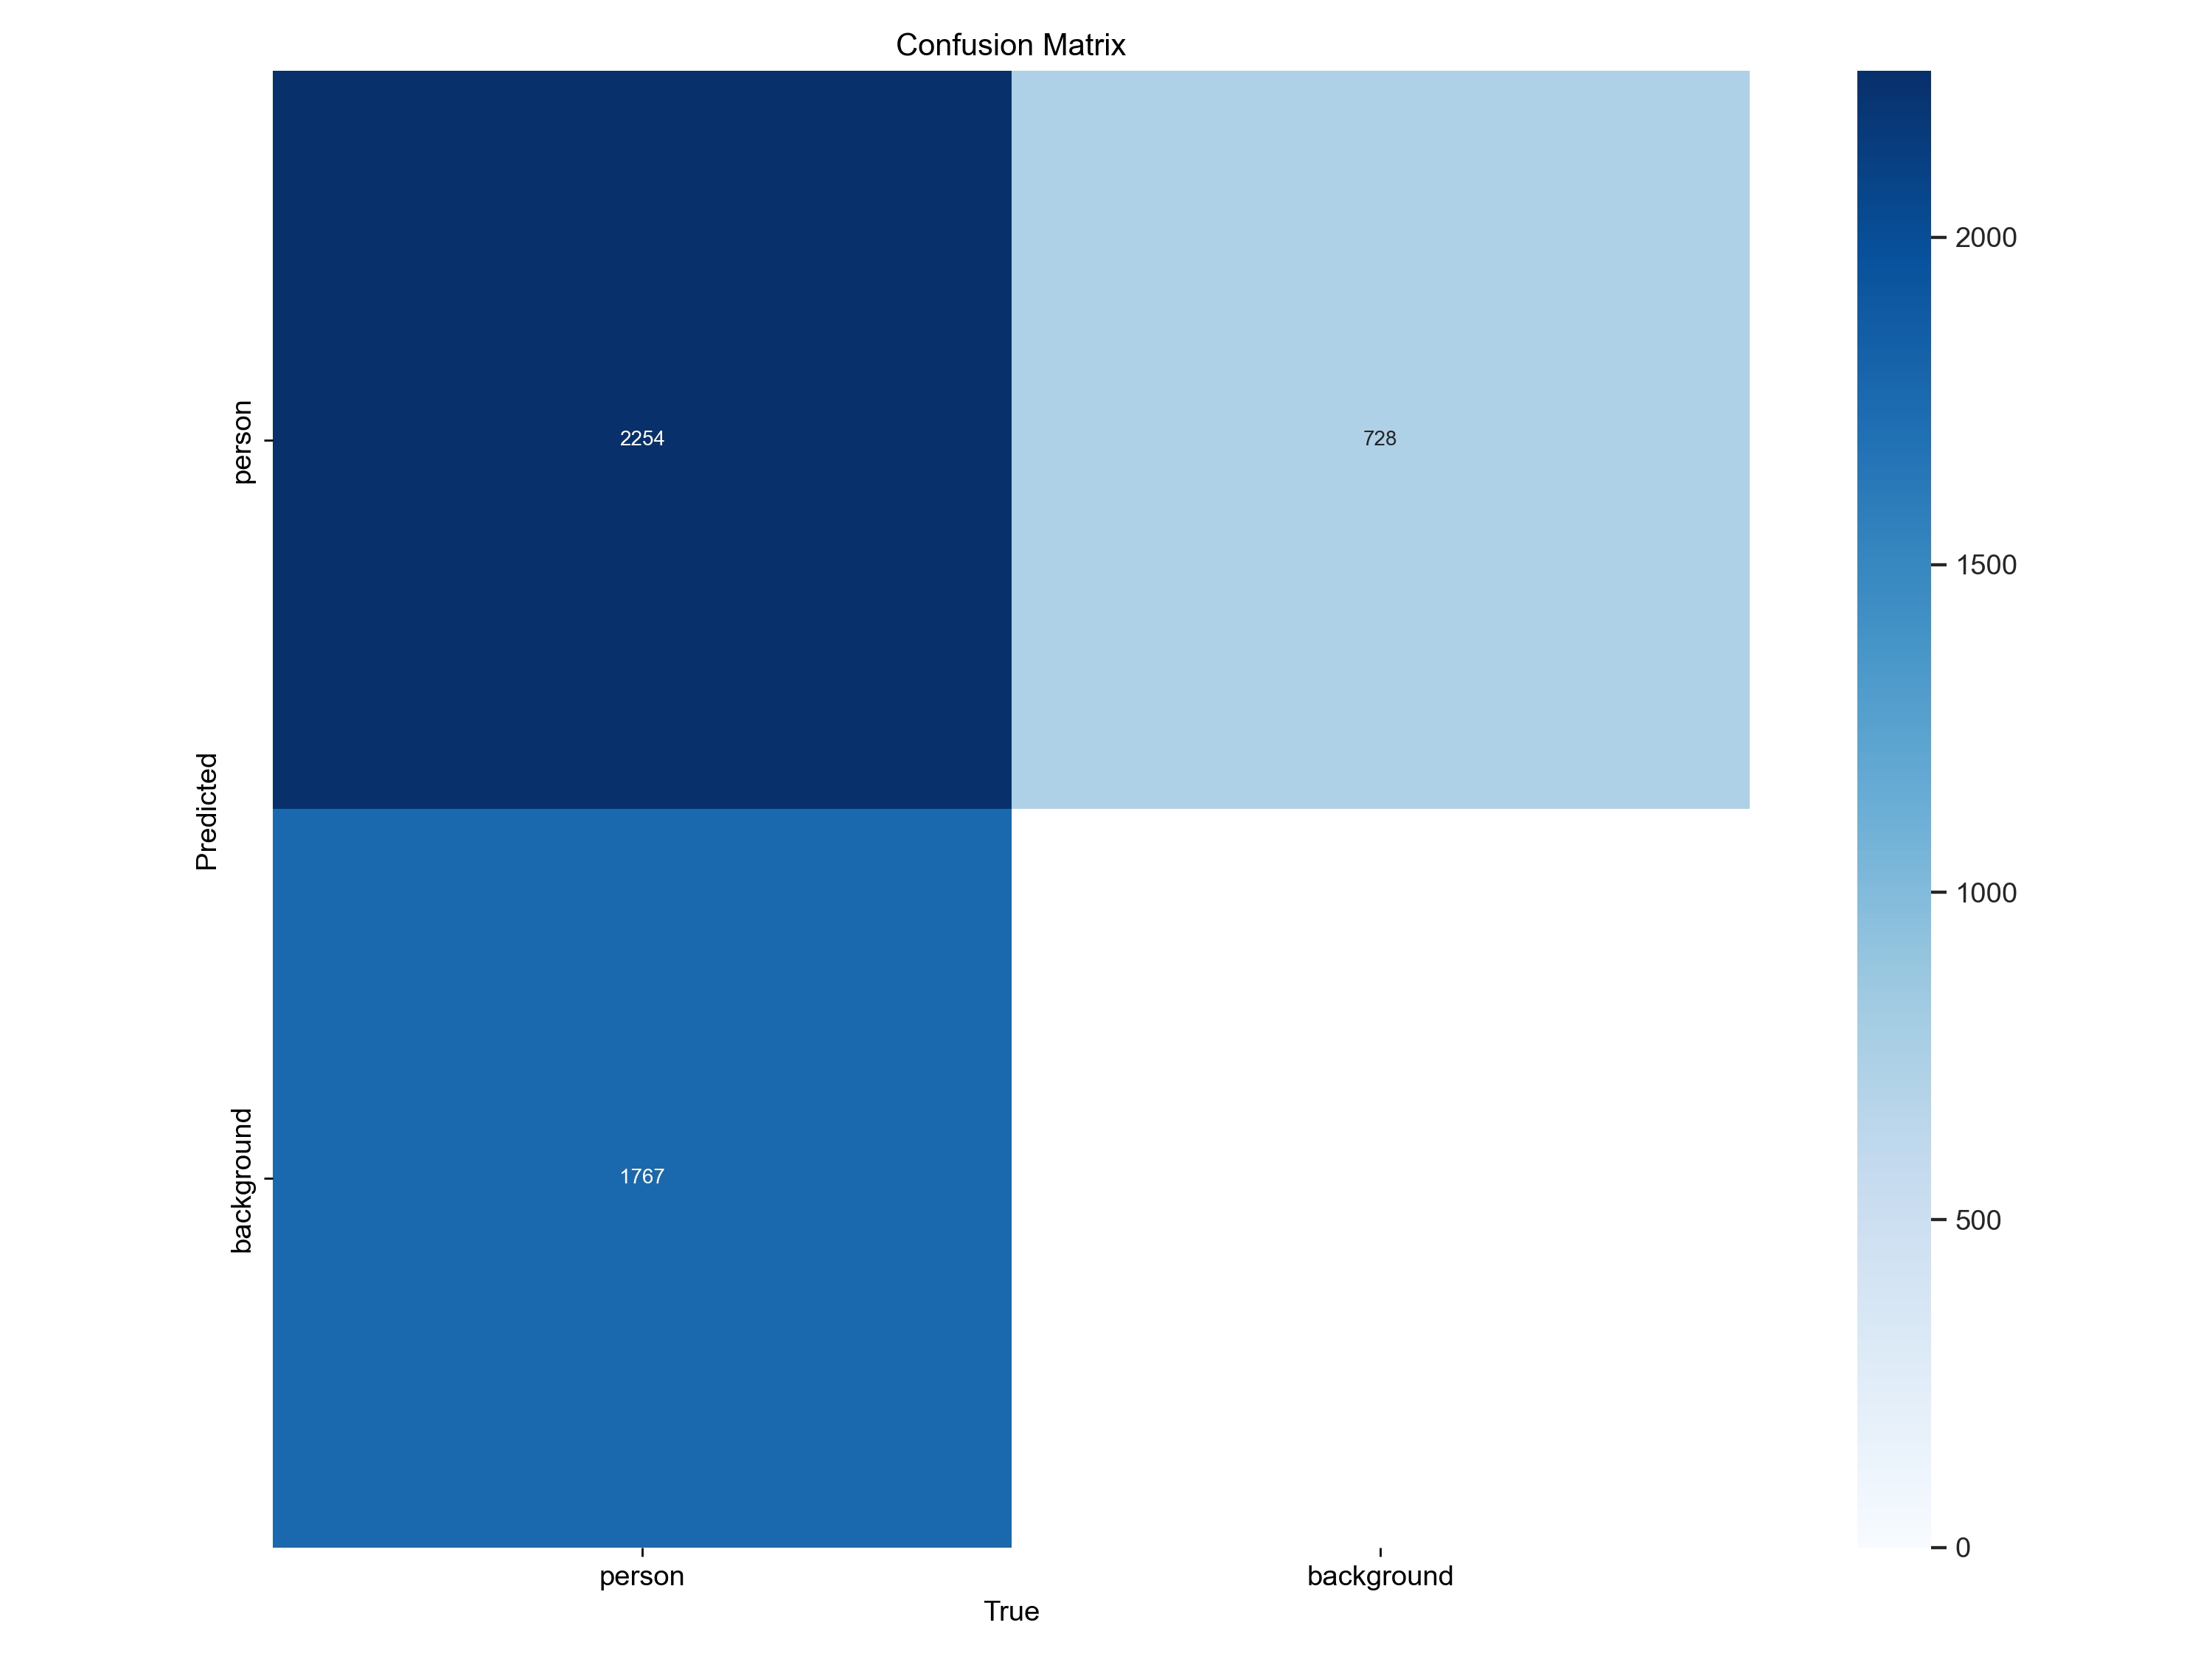 Confusion Matrix
person
2254
728
2000
1500
1000
500
0
Predicted
background
1767
person
background
True